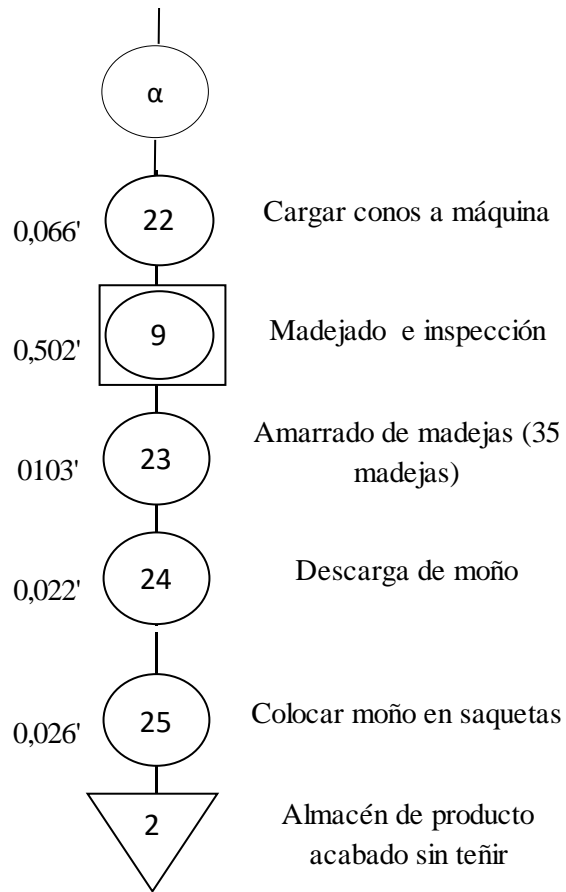 α
0,066' 22 Cargar conos a máquina
0,502' 9 Madejado e inspección
0103' 23 Amarrado de madejas (35
madejas)
0,022' 24 Descarga de moño
0,026' 25 Colocar moño en saquetas
2 Almacén de producto
acabado sin teñir